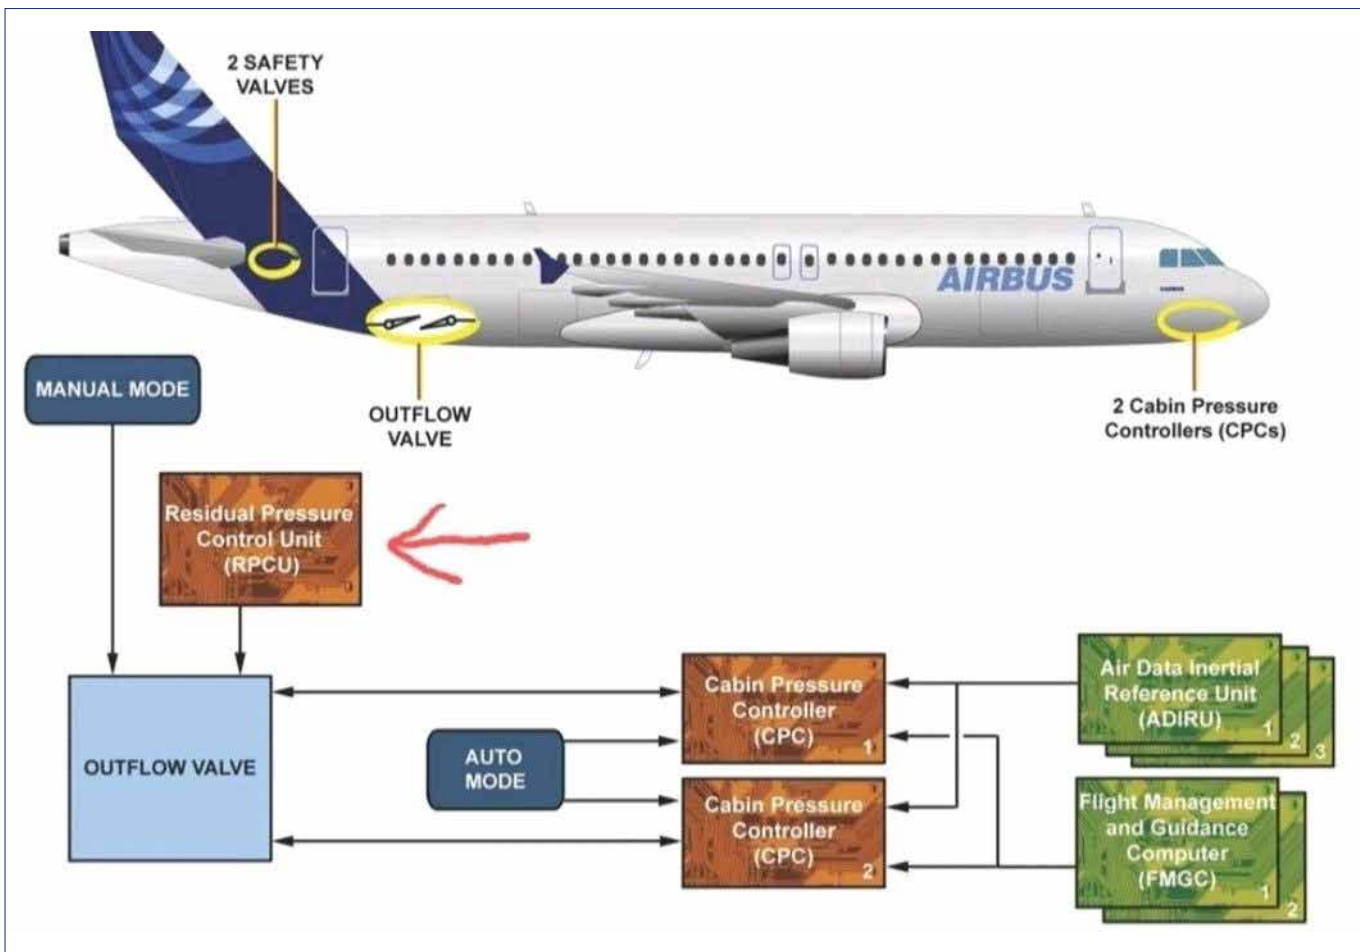 2 SAFETY
VALVES
AIRBUS
MANUAL MODE
OUTFLOW
VALVE
2 Cabin Pressure
Controllers (CPCs)
Residual Pressure
Control Unit
(RPCU)
OUTFLOW VALVE
AUTO
MODE
Cabin Pressure
Controller
(CPC)
1
Cabin Pressure
Controller
(CPC)
2
Air Data Inertial
Reference Unit
(ADIRU)
1
2
3
Flight Management
and Guidance
Computer
(FMGC)
1
2